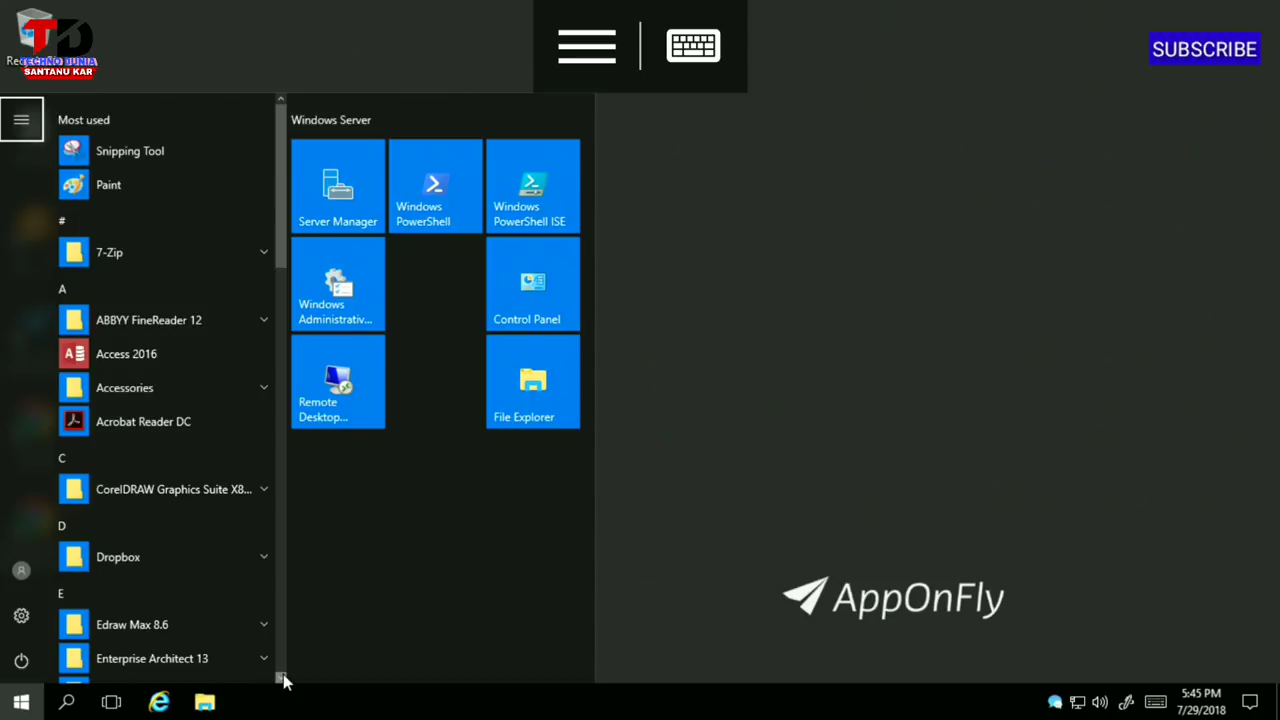 TD
TECHNO DUNIA
SANTANU KAR
SUBSCRIBE
Most used
Snipping Tool
Paint
#
7-Zip
A
ABBYY FineReader 12
Access 2016
Accessories
Acrobat Reader DC
C
CorelDRAW Graphics Suite X8...
D
Dropbox
E
Edraw Max 8.6
Enterprise Architect 13
Windows Server
Server Manager
Windows
PowerShell
Windows
PowerShell ISE
Windows
Administrativ...
Control Panel
Remote
Desktop...
File Explorer
AppOnFly
5:45 PM
7/29/2018